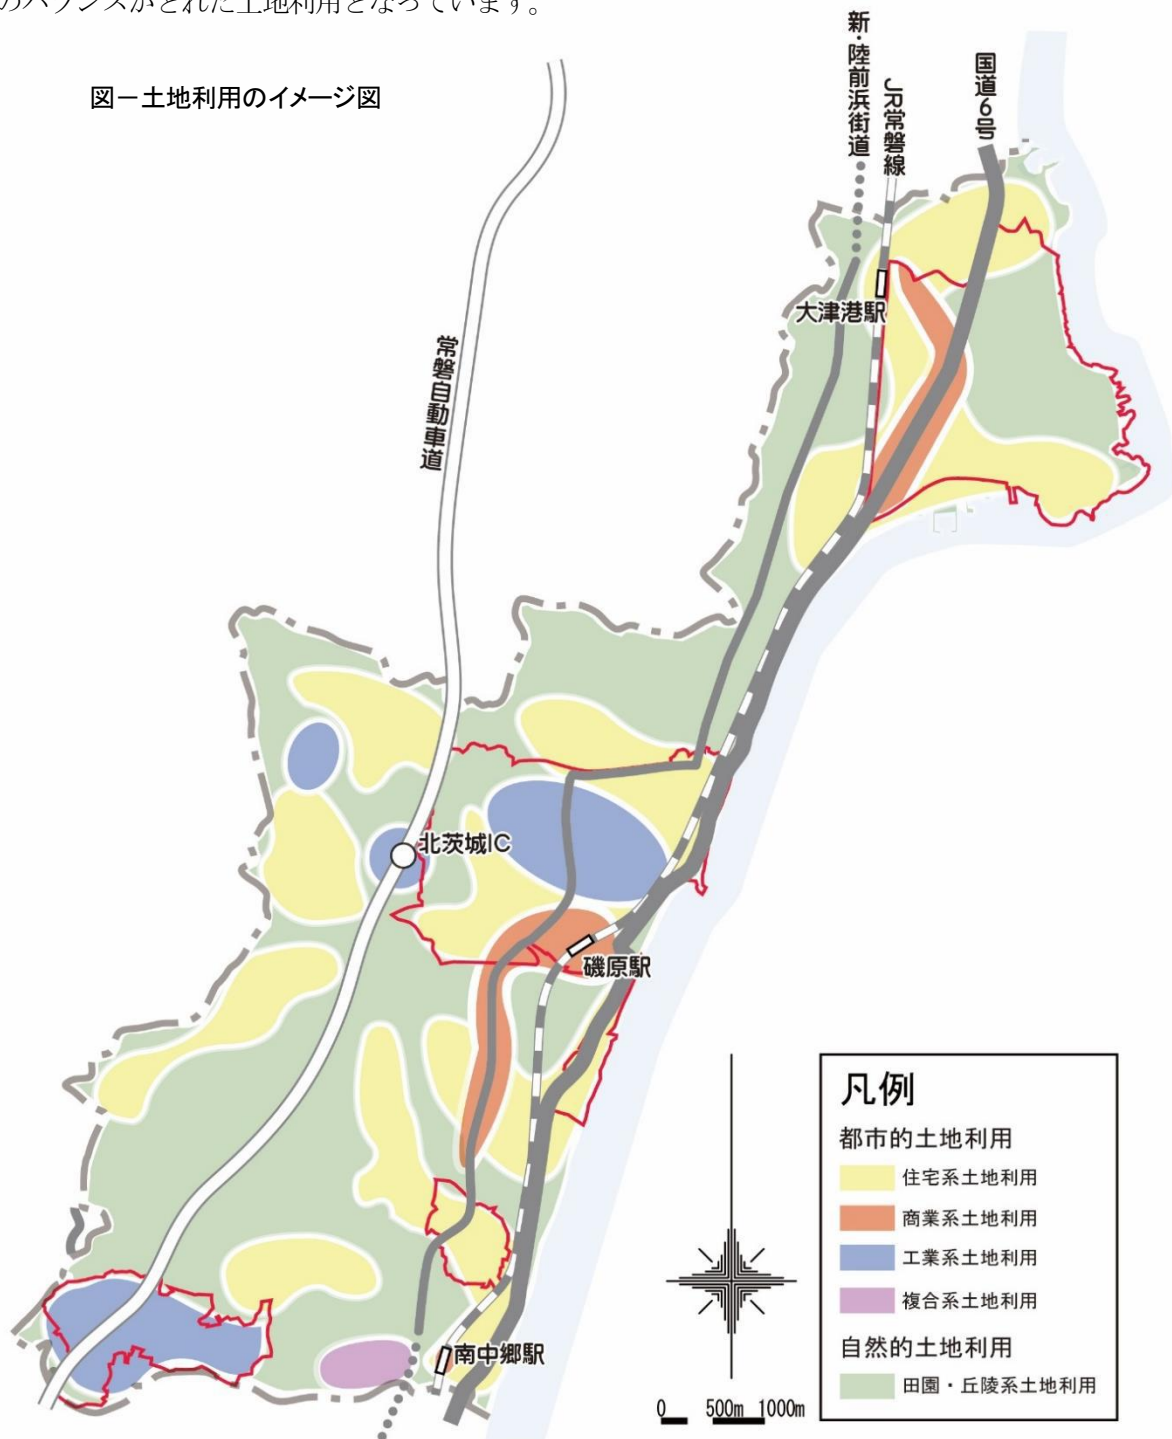 のバランスがとれた土地利用となっています。
図－土地利用のイメージ図
新・陸前浜街道
JR常磐線
国道6号
大津港駅
常磐自動車道
北茨城IC
磯原駅
南中郷駅
凡例
都市的土地利用
住宅系土地利用
商業系土地利用
工業系土地利用
複合系土地利用
自然的土地利用
田園・丘陵系土地利用
0 500m 1000m